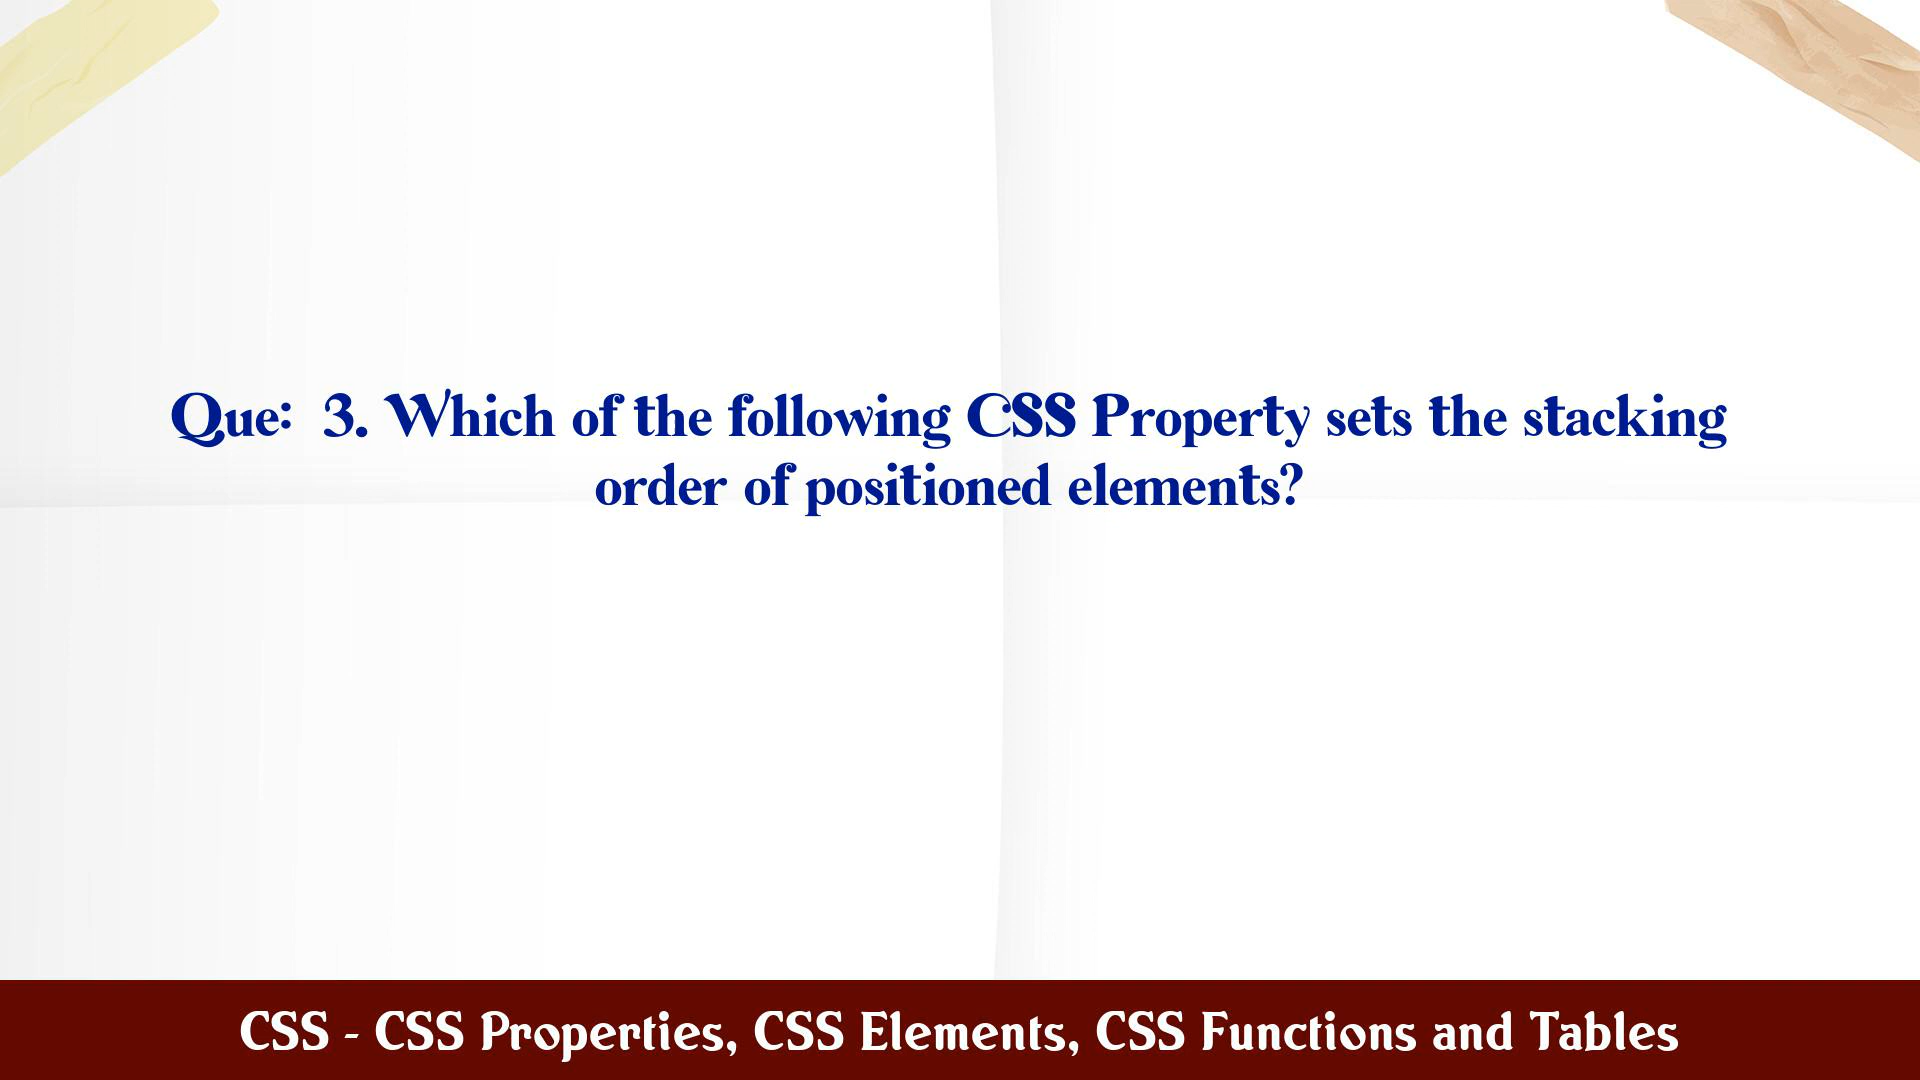 Que:  3. Which of the following CSS Property sets the stacking
order of positioned elements?
CSS - CSS Properties, CSS Elements, CSS Functions and Tables